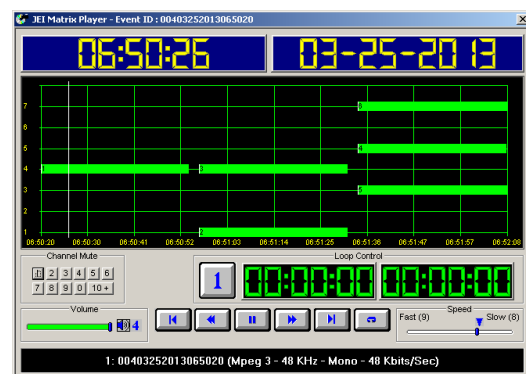 JEI Matrix Player - Event ID : 00403252013065020
06:50:26 03-25-2013
7
6
5
4
3
2
1
06:50:20 06:50:30 06:50:41 06:50:52 06:51:03 06:51:14 06:51:25 06:51:36 06:51:47 06:51:57 06:52:08
Channel Mute
1 2 3 4 5 6
7 8 9 0 10 +
Loop Control
1 00:00:00 00:00:00
Volume
4
Speed
Fast (9) Slow (8)
1: 00403252013065020 (Mpeg 3 - 48 KHz - Mono - 48 Kbits/Sec)